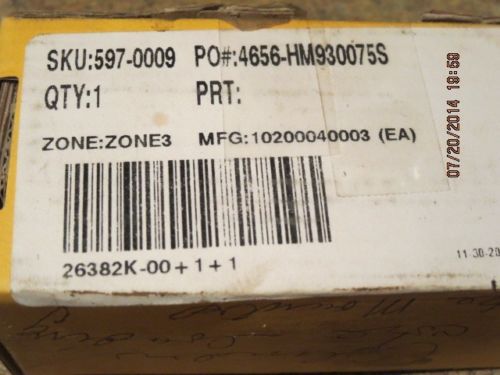 SKU:597-0009 PO#:4656-HM930075S
QTY:1 PRT:
ZONE:ZONE3 MFG:10200040003 (EA)
26382K-00+1+1
11-30-20
07/20/2014 19:59